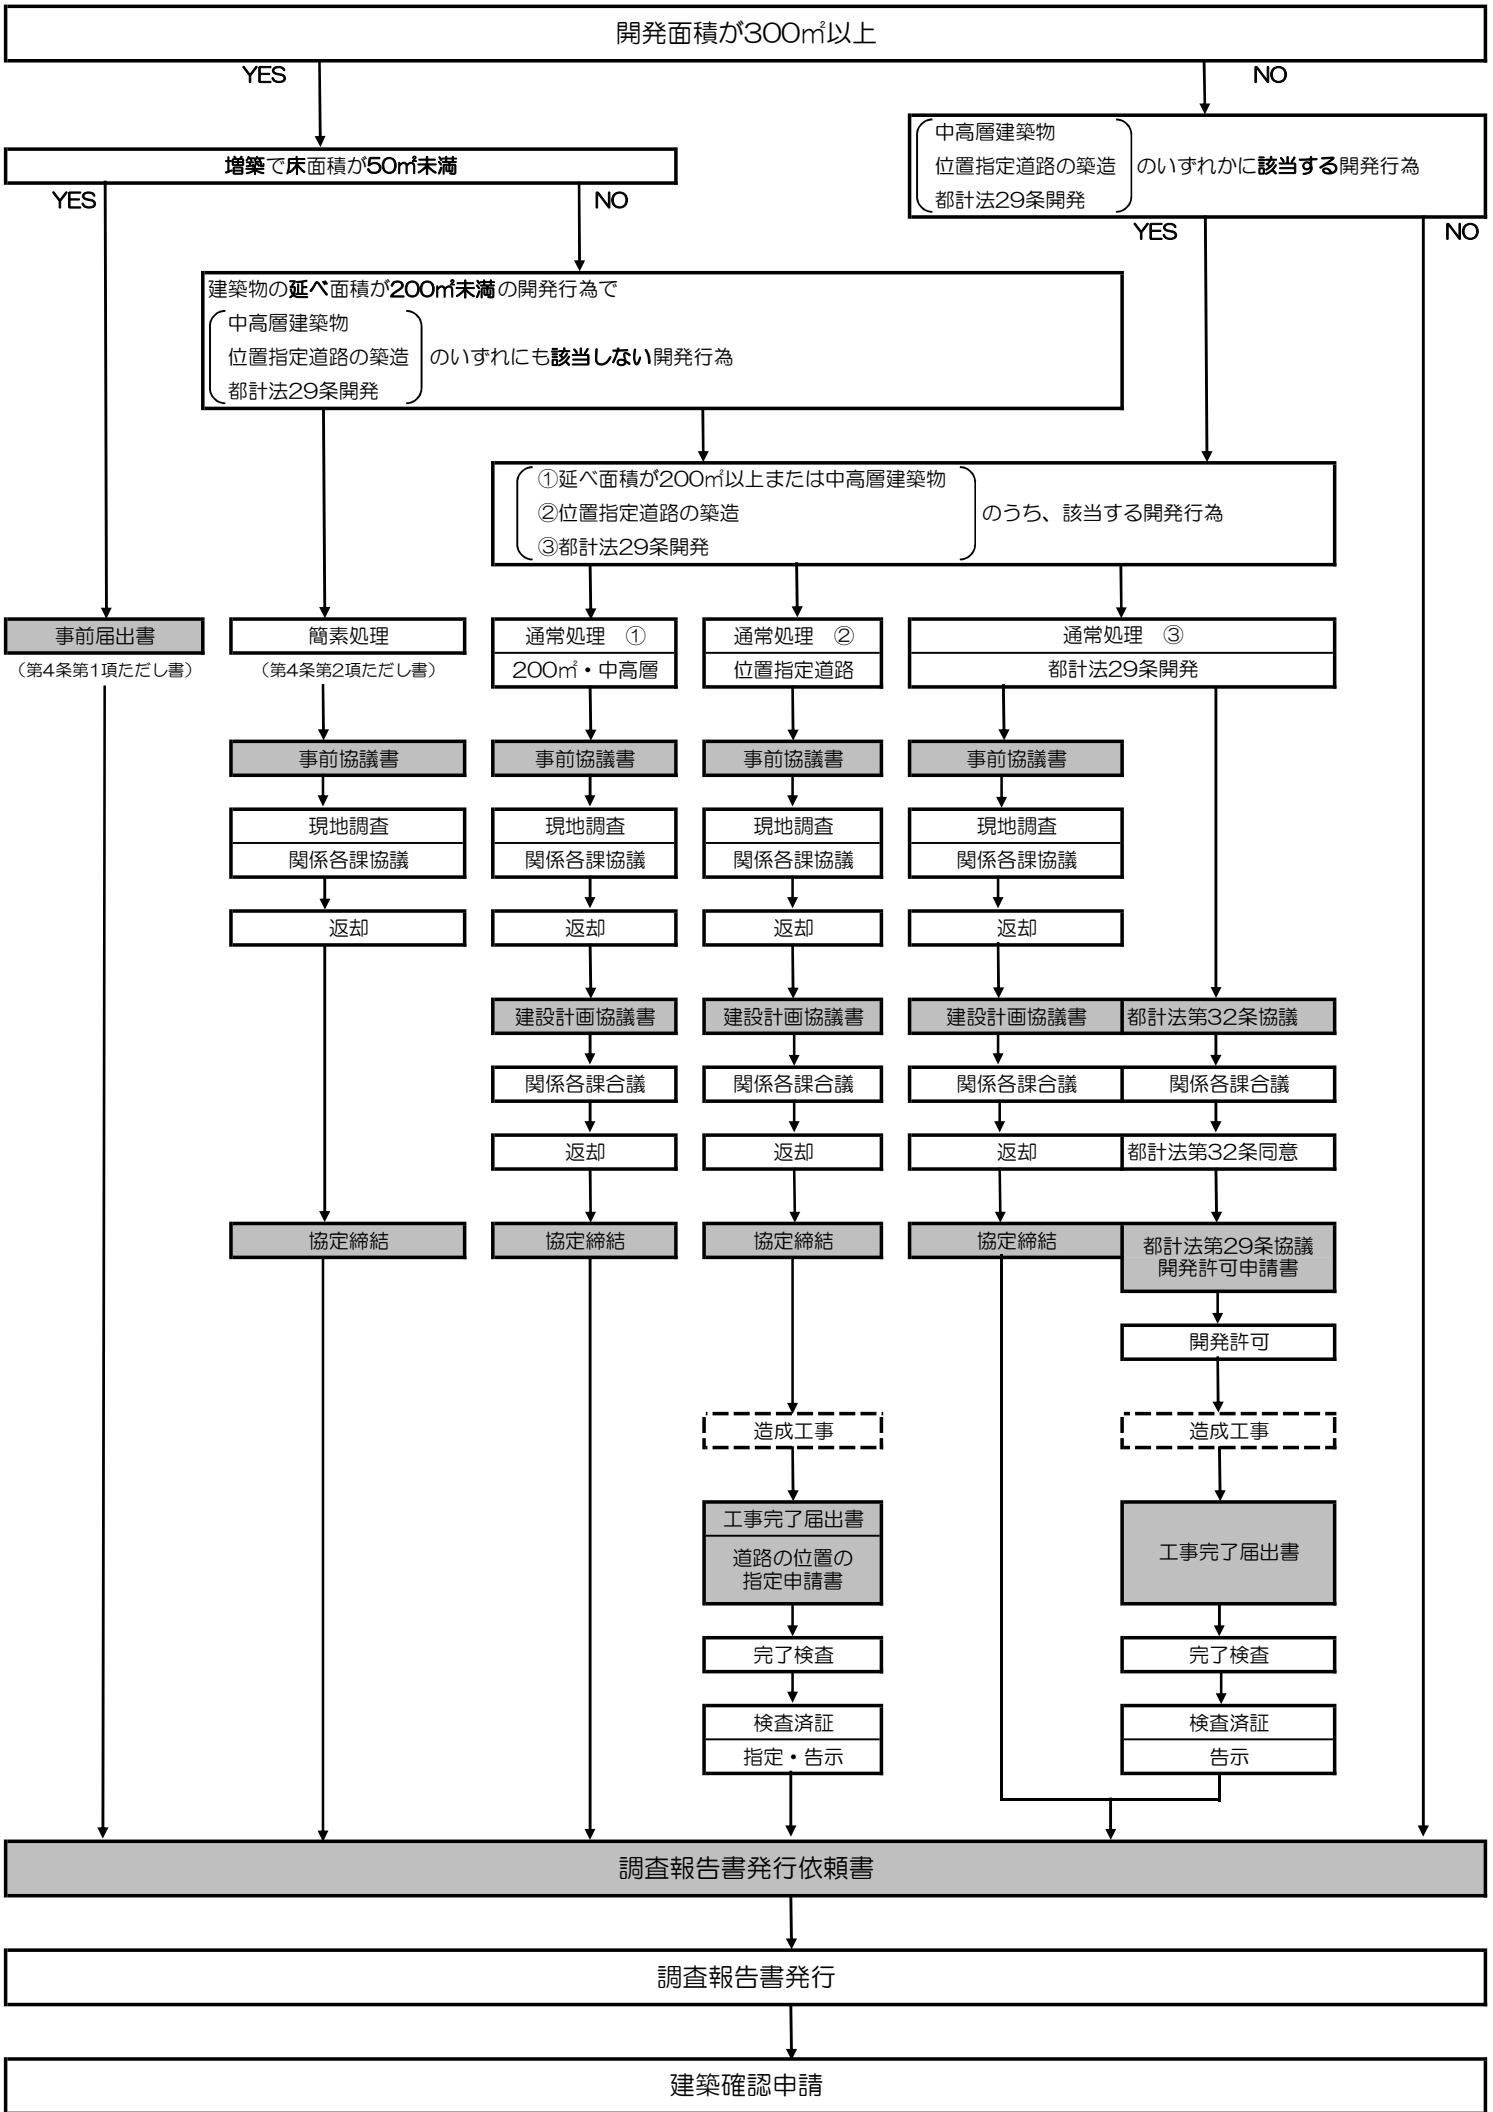 開発面積が300㎡以上
YES
NO
中高層建築物
位置指定道路の築造
都計法29条開発
のいずれかに該当する開発行為
増築で床面積が50㎡未満
YES
NO
YES
NO
建築物の延べ面積が200㎡未満の開発行為で
中高層建築物
位置指定道路の築造
都計法29条開発
のいずれにも該当しない開発行為
①延べ面積が200㎡以上または中高層建築物
②位置指定道路の築造
③都計法29条開発
のうち、該当する開発行為
事前届出書
(第4条第1項ただし書)
簡素処理
(第4条第2項ただし書)
通常処理 ①
200㎡・中高層
通常処理 ②
位置指定道路
通常処理 ③
都計法29条開発
事前協議書
事前協議書
事前協議書
事前協議書
現地調査
関係各課協議
現地調査
関係各課協議
現地調査
関係各課協議
現地調査
関係各課協議
返却
返却
返却
返却
建設計画協議書
建設計画協議書
建設計画協議書
都計法第32条協議
関係各課合議
関係各課合議
関係各課合議
関係各課合議
返却
返却
返却
都計法第32条同意
協定締結
協定締結
協定締結
協定締結
都計法第29条協議
開発許可申請書
開発許可
造成工事
造成工事
工事完了届出書
道路の位置の
指定申請書
工事完了届出書
完了検査
完了検査
検査済証
指定・告示
検査済証
告示
調査報告書発行依頼書
調査報告書発行
建築確認申請